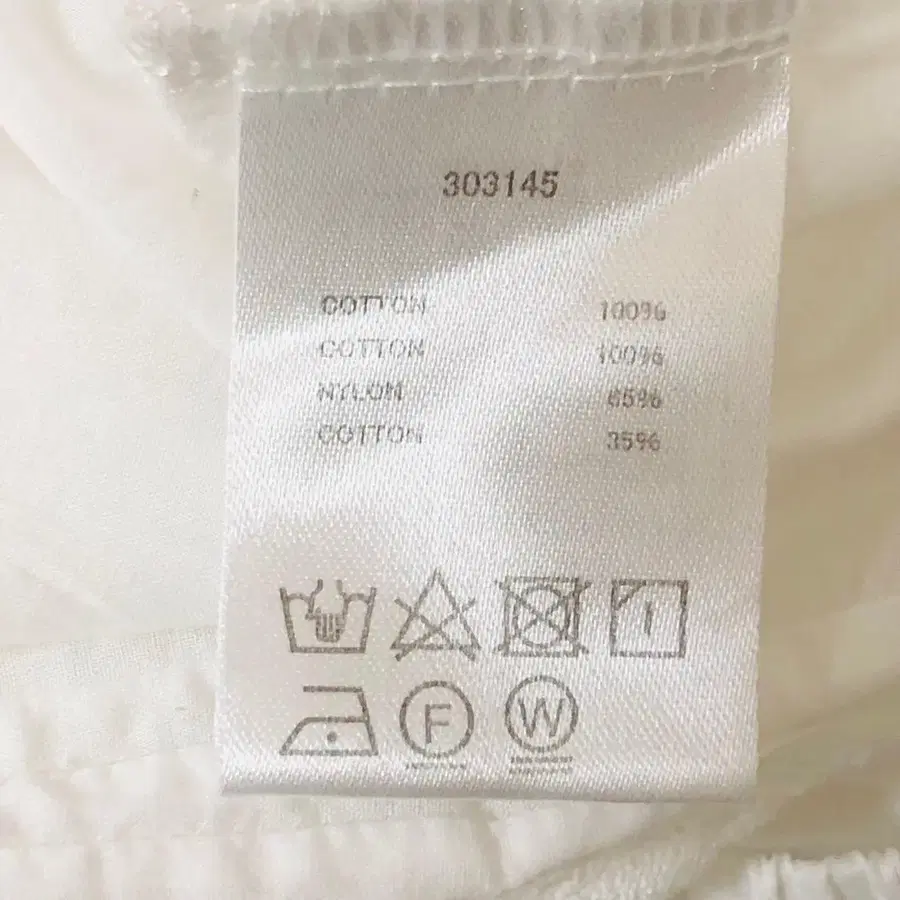 303145
COTTON 100%
COTTON 100%
NYLON 65%
COTTON 35%
F
W